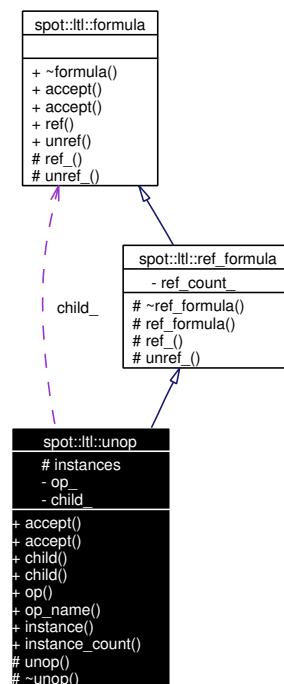 spot::ltl::formula
+ ~formula()
+ accept()
+ accept()
+ ref()
+ unref()
# ref_()
# unref_()
spot::ltl::ref_formula
- ref_count_
# ~ref_formula()
# ref_formula()
# ref_()
# unref_()
child_
spot::ltl::unop
# instances
- op_
- child_
+ accept()
+ accept()
+ child()
+ child()
+ op()
+ op_name()
+ instance()
+ instance_count()
# unop()
# ~unop()